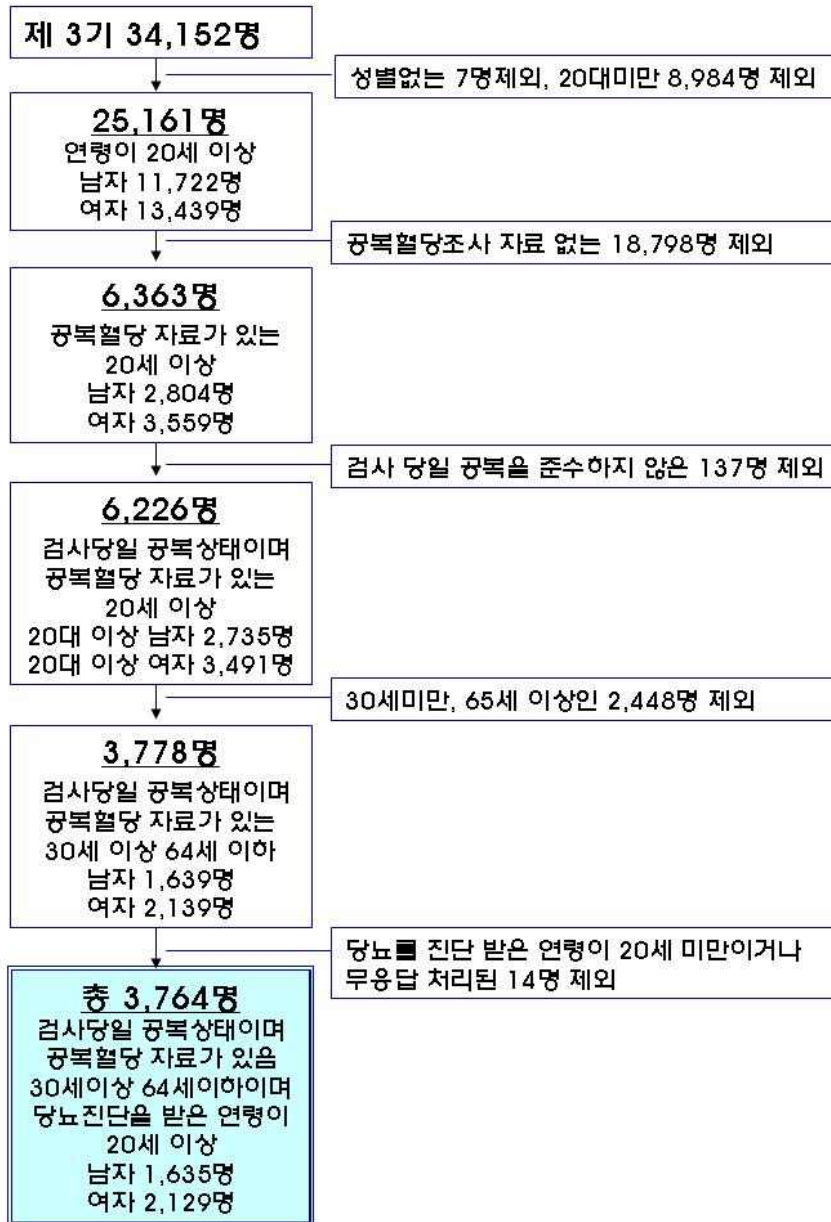 제 3기 34,152명
성별없는 7명제외, 20대미만 8,984명 제외
25,161명
연령이 20세 이상
남자 11,722명
여자 13,439명
공복혈당조사 자료 없는 18,798명 제외
6,363명
공복혈당 자료가 있는
20세 이상
남자 2,804명
여자 3,559명
검사 당일 공복을 준수하지 않은 137명 제외
6,226명
검사당일 공복상태이며
공복혈당 자료가 있는
20세 이상
20대 이상 남자 2,735명
20대 이상 여자 3,491명
30세미만, 65세 이상인 2,448명 제외
3,778명
검사당일 공복상태이며
공복혈당 자료가 있는
30세 이상 64세 이하
남자 1,639명
여자 2,139명
당뇨를 진단 받은 연령이 20세 미만이거나
무응답 처리된 14명 제외
총 3,764명
검사당일 공복상태이며
공복혈당 자료가 있음
30세이상 64세이하이며
당뇨진단을 받은 연령이
20세 이상
남자 1,635명
여자 2,129명